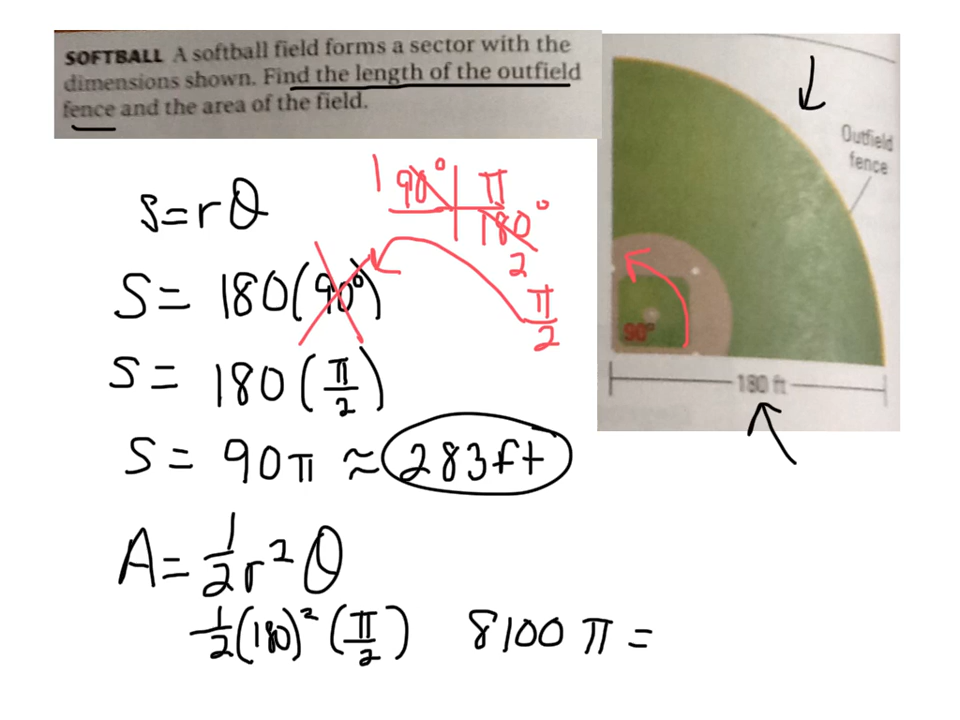 SOFTBALL A softball field forms a sector with the
dimensions shown. Find the length of the outfield
fence and the area of the field.
Outfield
fence
90°
180 ft
s=rθ
1 90° π
180°
2
S= 180(90°)
π/2
S= 180(π/2)
S= 90π ≈ 283ft
A=1/2r²θ
1/2(180)²(π/2) 8100π=